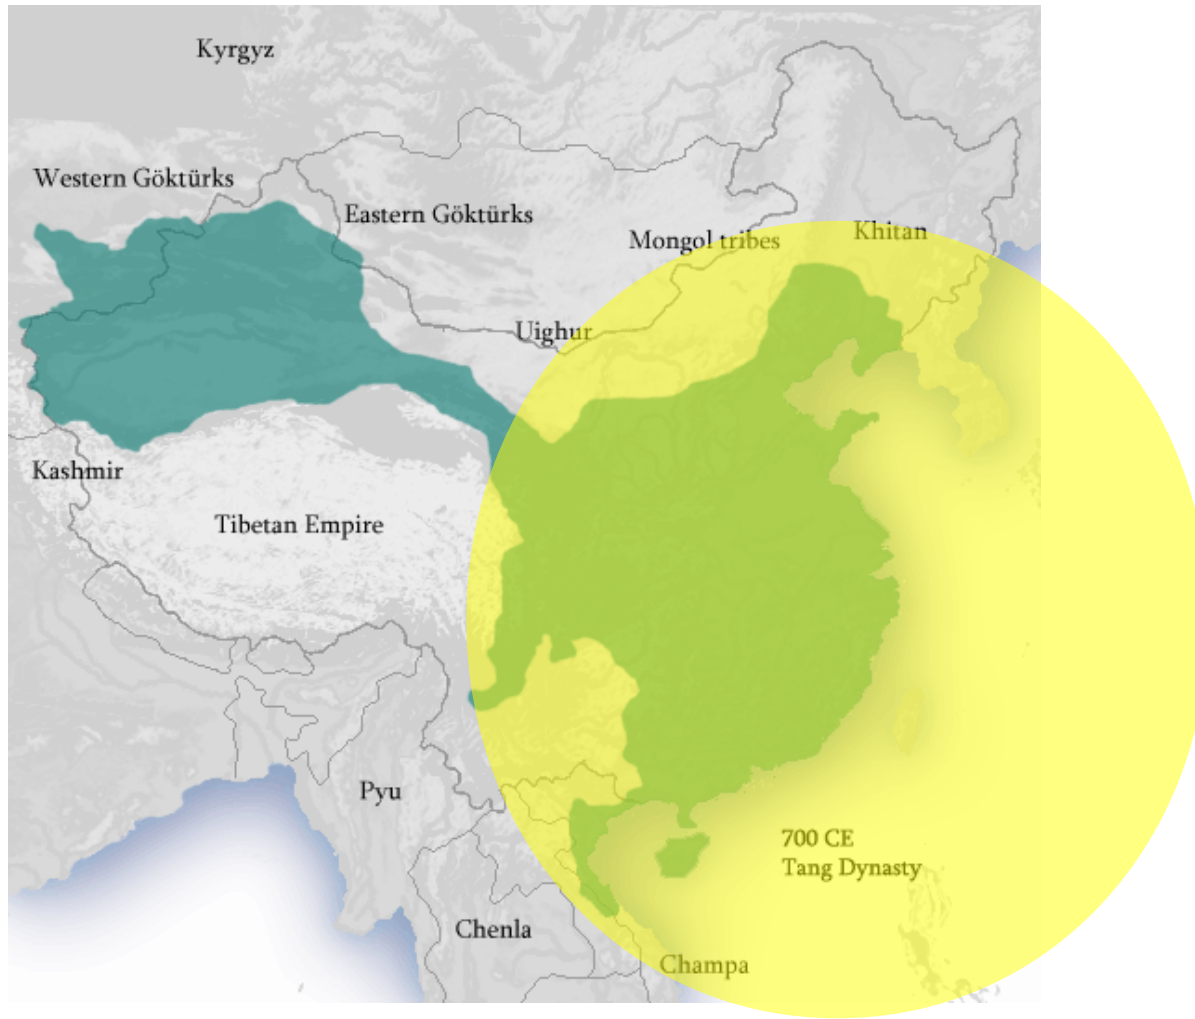 Kyrgyz
Western Göktürks
Eastern Göktürks
Mongol tribes
Khitan
Uighur
Kashmir
Tibetan Empire
Pyu
700 CE
Tang Dynasty
Chenla
Champa